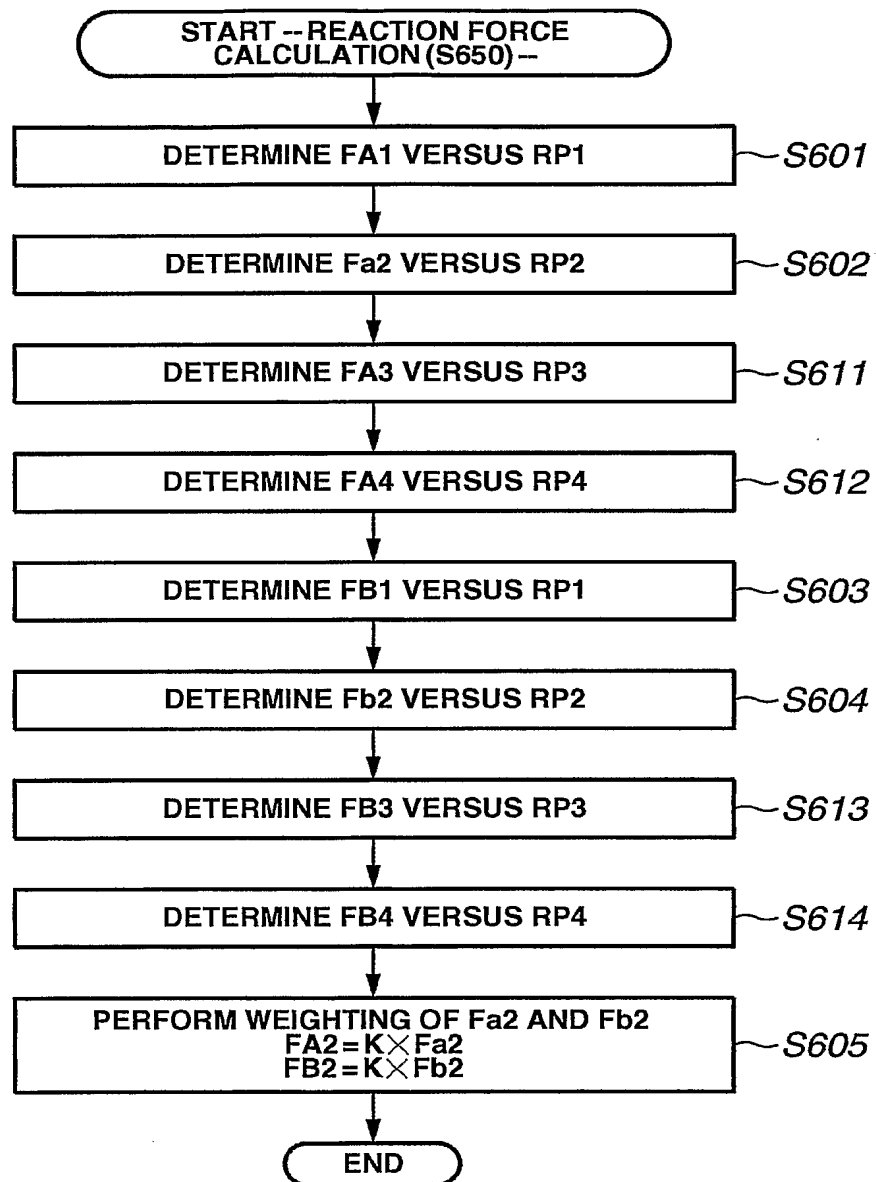 START -- REACTION FORCE
CALCULATION (S650) --
DETERMINE FA1 VERSUS RP1
S601
DETERMINE Fa2 VERSUS RP2
S602
DETERMINE FA3 VERSUS RP3
S611
DETERMINE FA4 VERSUS RP4
S612
DETERMINE FB1 VERSUS RP1
S603
DETERMINE Fb2 VERSUS RP2
S604
DETERMINE FB3 VERSUS RP3
S613
DETERMINE FB4 VERSUS RP4
S614
PERFORM WEIGHTING OF Fa2 AND Fb2
FA2=K×Fa2
FB2=K×Fb2
S605
END